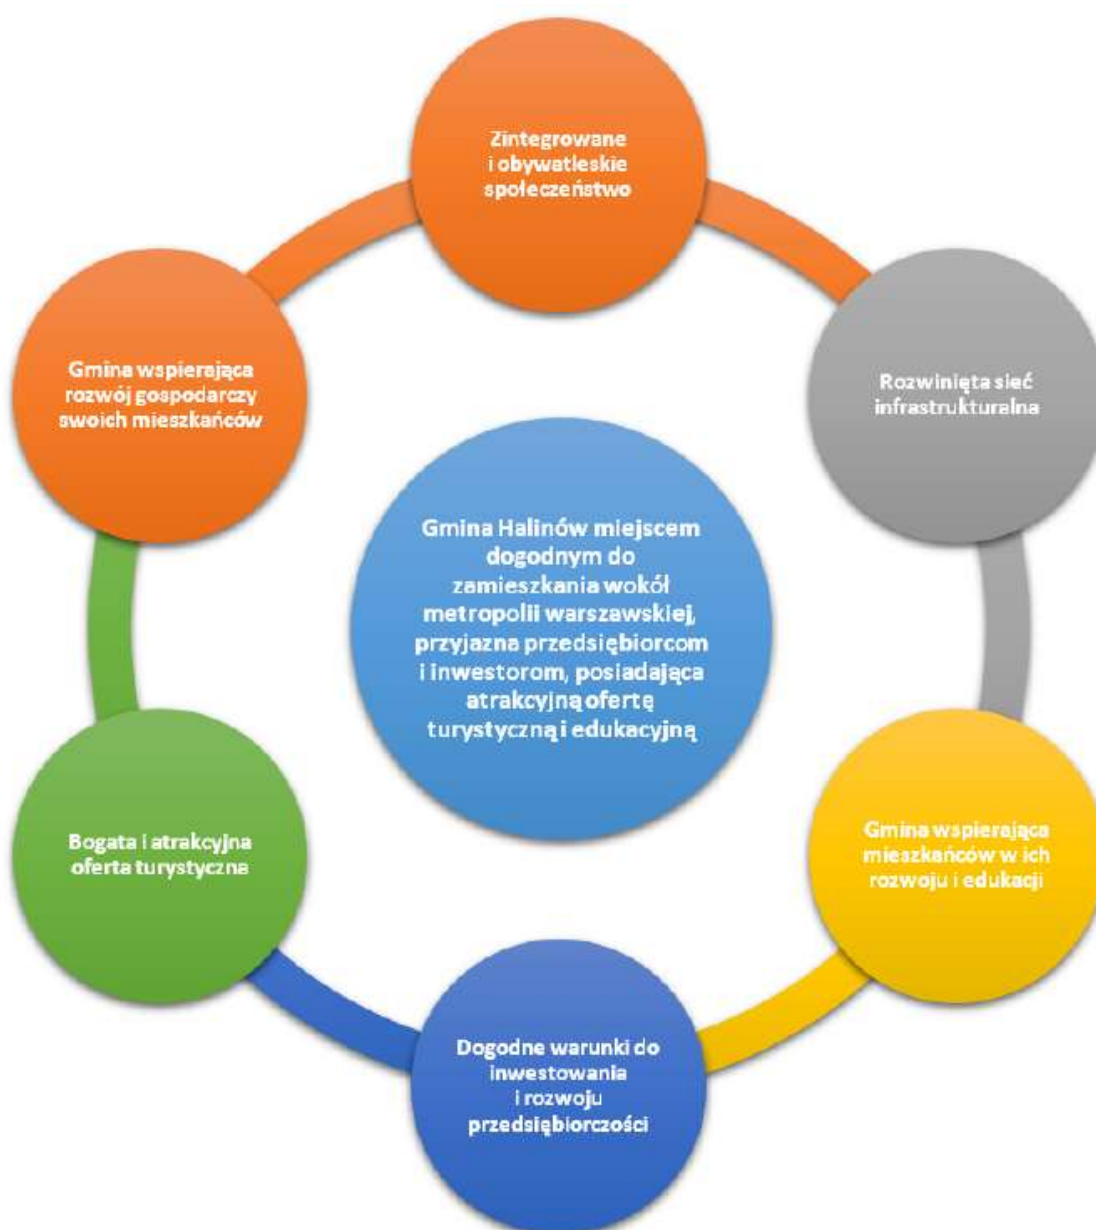 Zintegrowane
i obywatleskie
społeczeństwo
Rozwinięta sieć
infrastrukturalna
Gmina wspierająca
mieszkańców w ich
rozwoju i edukacji
Dogodne warunki do
inwestowania
i rozwoju
przedsiębiorczości
Bogata i atrakcyjna
oferta turystyczna
Gmina wspierająca
rozwój gospodarczy
swoich mieszkańców
Gmina Halinów miejscem
dogodnym do
zamieszkania wokół
metropolii warszawskiej,
przyjazna przedsiębiorcom
i inwestorom, posiadająca
atrakcyjną ofertę
turystyczną i edukacyjną